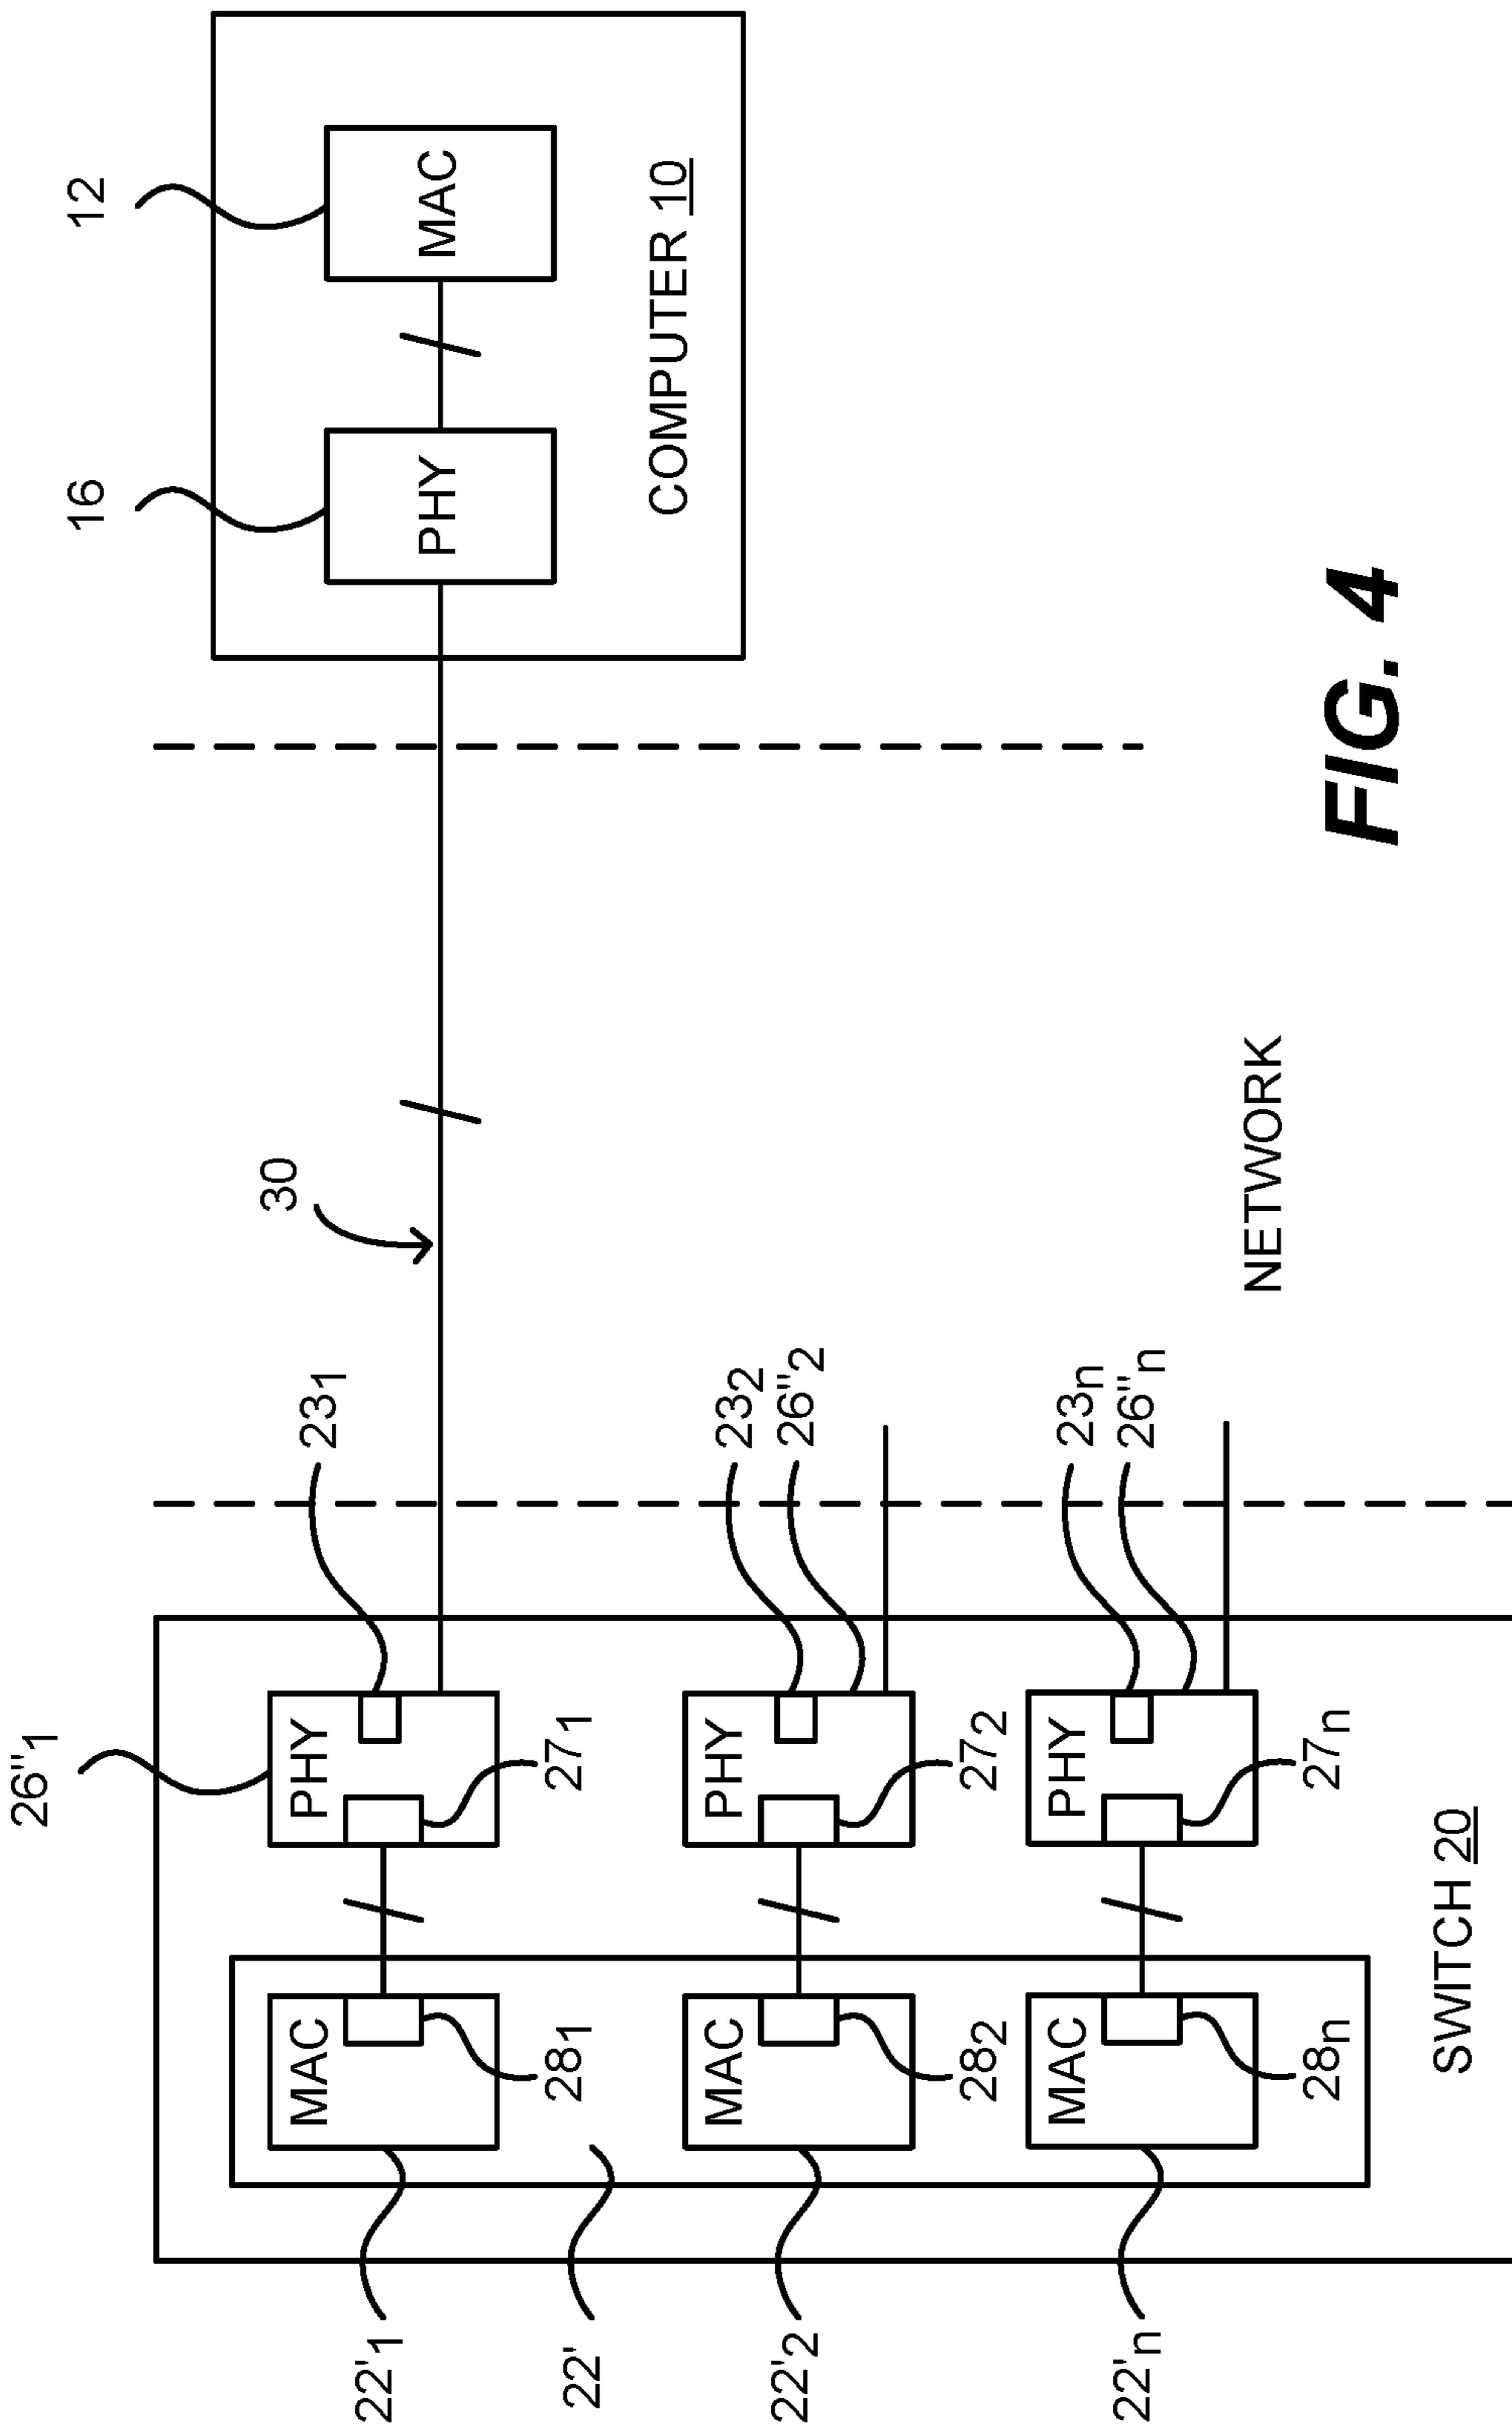 22'₁
22'
22'₂
22'ₙ
MAC
28₁
MAC
28₂
MAC
28ₙ
SWITCH 20
26"₁
PHY
27₁
PHY
27₂
PHY
27ₙ
23₁
23₂
26"₂
23ₙ
26"ₙ
30
NETWORK
16
PHY
12
MAC
COMPUTER 10
FIG. 4